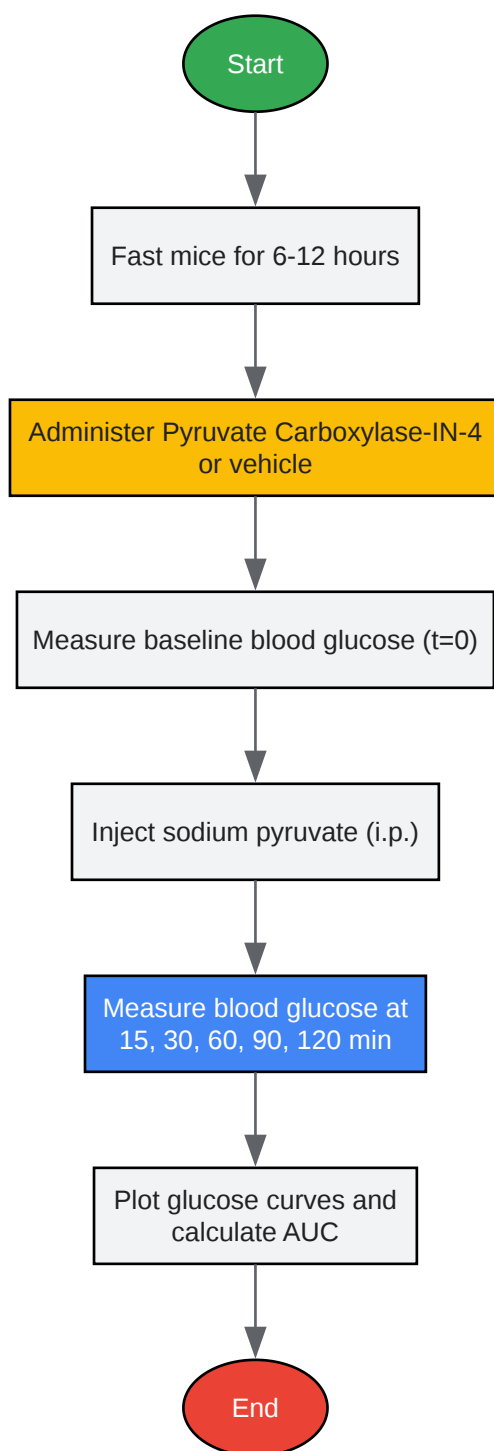 Start
Fast mice for 6-12 hours
Administer Pyruvate Carboxylase-IN-4
or vehicle
Measure baseline blood glucose (t=0)
Inject sodium pyruvate (i.p.)
Measure blood glucose at
15, 30, 60, 90, 120 min
Plot glucose curves and
calculate AUC
End